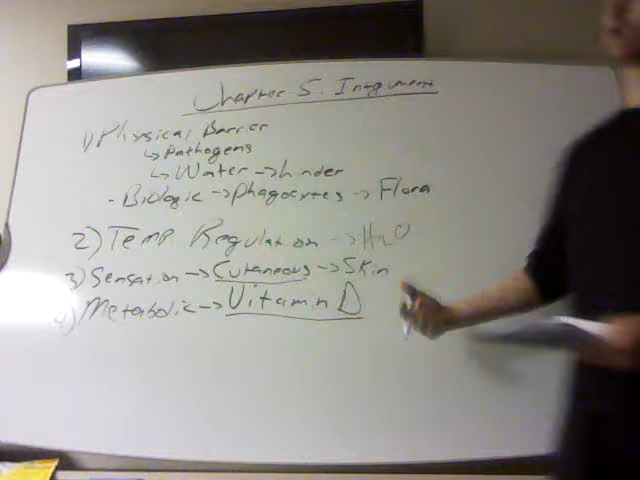 Chapter 5: Integument
1) Physical Barrier
↳ Pathogens
↳ Water → hinder
- Biologic → phagocytes → Flora
2) Temp Regulation → H2O
3) Sensation → Cutaneous → Skin
4) Metabolic → Vitamin D